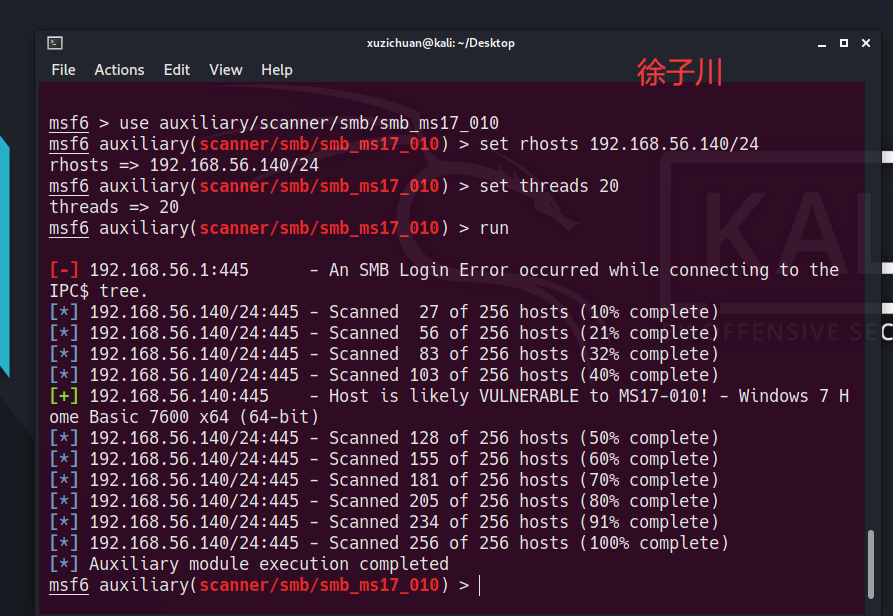 xuzichuan@kali: ~/Desktop
File Actions Edit View Help
徐子川
msf6 > use auxiliary/scanner/smb/smb_ms17_010
msf6 auxiliary(scanner/smb/smb_ms17_010) > set rhosts 192.168.56.140/24
rhosts => 192.168.56.140/24
msf6 auxiliary(scanner/smb/smb_ms17_010) > set threads 20
threads => 20
msf6 auxiliary(scanner/smb/smb_ms17_010) > run
[-] 192.168.56.1:445      - An SMB Login Error occurred while connecting to the
IPC$ tree.
[*] 192.168.56.140/24:445 - Scanned  27 of 256 hosts (10% complete)
[*] 192.168.56.140/24:445 - Scanned  56 of 256 hosts (21% complete)
[*] 192.168.56.140/24:445 - Scanned  83 of 256 hosts (32% complete)
[*] 192.168.56.140/24:445 - Scanned 103 of 256 hosts (40% complete)
[+] 192.168.56.140:445    - Host is likely VULNERABLE to MS17-010! - Windows 7 H
ome Basic 7600 x64 (64-bit)
[*] 192.168.56.140/24:445 - Scanned 128 of 256 hosts (50% complete)
[*] 192.168.56.140/24:445 - Scanned 155 of 256 hosts (60% complete)
[*] 192.168.56.140/24:445 - Scanned 181 of 256 hosts (70% complete)
[*] 192.168.56.140/24:445 - Scanned 205 of 256 hosts (80% complete)
[*] 192.168.56.140/24:445 - Scanned 234 of 256 hosts (91% complete)
[*] 192.168.56.140/24:445 - Scanned 256 of 256 hosts (100% complete)
[*] Auxiliary module execution completed
msf6 auxiliary(scanner/smb/smb_ms17_010) >
KAL
OFFENSIVE SEC